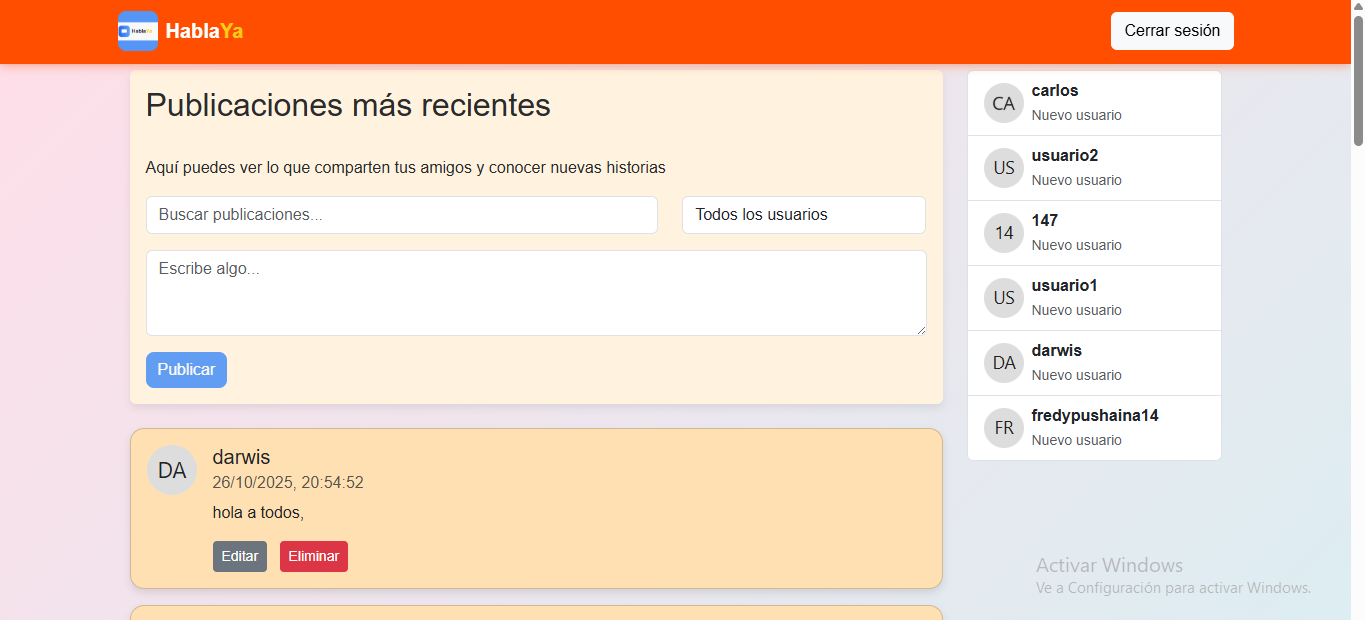 HablaYa
HablaYa
Cerrar sesión
Publicaciones más recientes
Aquí puedes ver lo que comparten tus amigos y conocer nuevas historias
Buscar publicaciones...
Todos los usuarios
Escribe algo...
Publicar
DA
darwis
26/10/2025, 20:54:52
hola a todos,
Editar
Eliminar
CA
carlos
Nuevo usuario
US
usuario2
Nuevo usuario
14
147
Nuevo usuario
US
usuario1
Nuevo usuario
DA
darwis
Nuevo usuario
FR
fredypushaina14
Nuevo usuario
Activar Windows
Ve a Configuración para activar Windows.